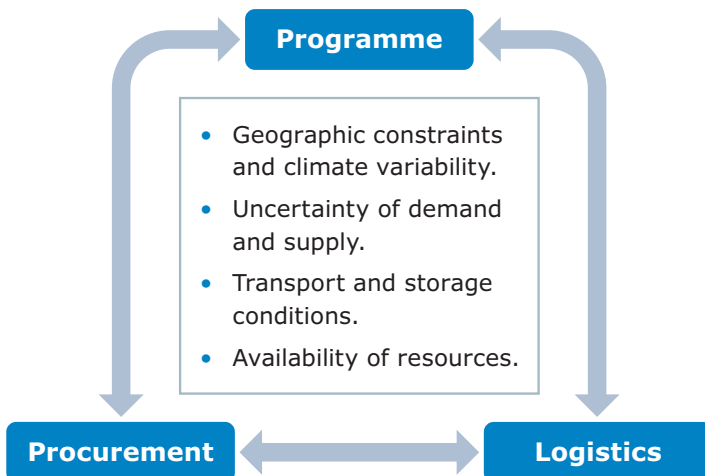 Programme
• Geographic constraints
and climate variability.
• Uncertainty of demand
and supply.
• Transport and storage
conditions.
• Availability of resources.
Procurement
Logistics